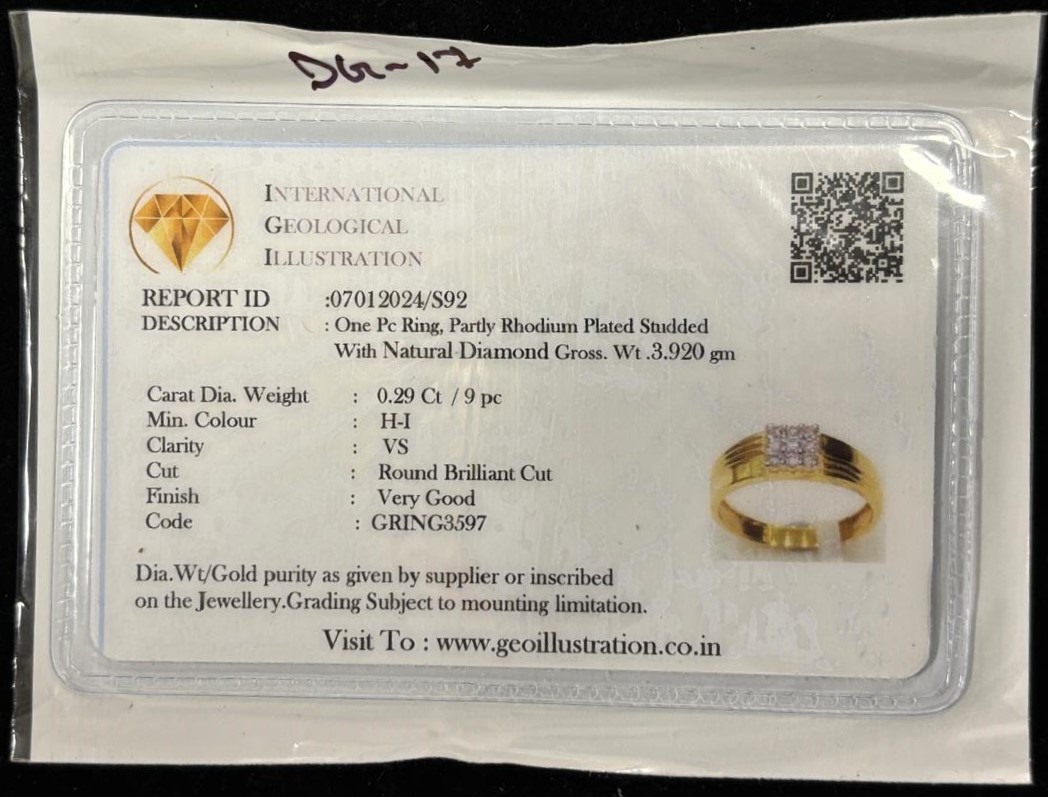 DGR-17
INTERNATIONAL
GEOLOGICAL
ILLUSTRATION
REPORT ID :07012024/S92
DESCRIPTION : One Pc Ring, Partly Rhodium Plated Studded
With Natural Diamond Gross. Wt .3.920 gm
Carat Dia. Weight : 0.29 Ct / 9 pc
Min. Colour : H-I
Clarity : VS
Cut : Round Brilliant Cut
Finish : Very Good
Code : GRING3597
Dia.Wt/Gold purity as given by supplier or inscribed
on the Jewellery.Grading Subject to mounting limitation.
Visit To : www.geoillustration.co.in